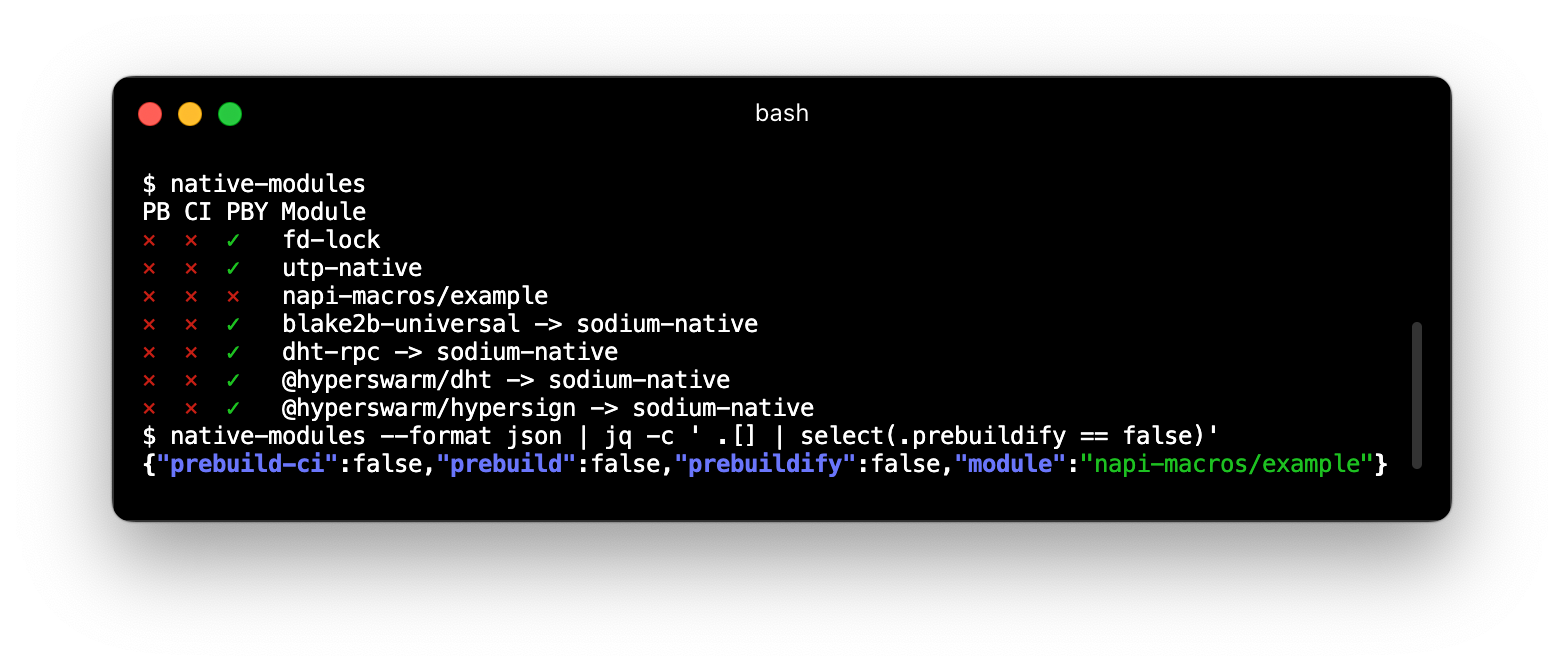 bash
$ native-modules
PB CI PBY Module
✕ ✕ ✓ fd-lock
✕ ✕ ✓ utp-native
✕ ✕ ✕ napi-macros/example
✕ ✕ ✓ blake2b-universal -> sodium-native
✕ ✕ ✓ dht-rpc -> sodium-native
✕ ✕ ✓ @hyperswarm/dht -> sodium-native
✕ ✕ ✓ @hyperswarm/hypersign -> sodium-native
$ native-modules --format json | jq -c ' .[] | select(.prebuildify == false)'
{"prebuild-ci":false,"prebuild":false,"prebuildify":false,"module":"napi-macros/example"}